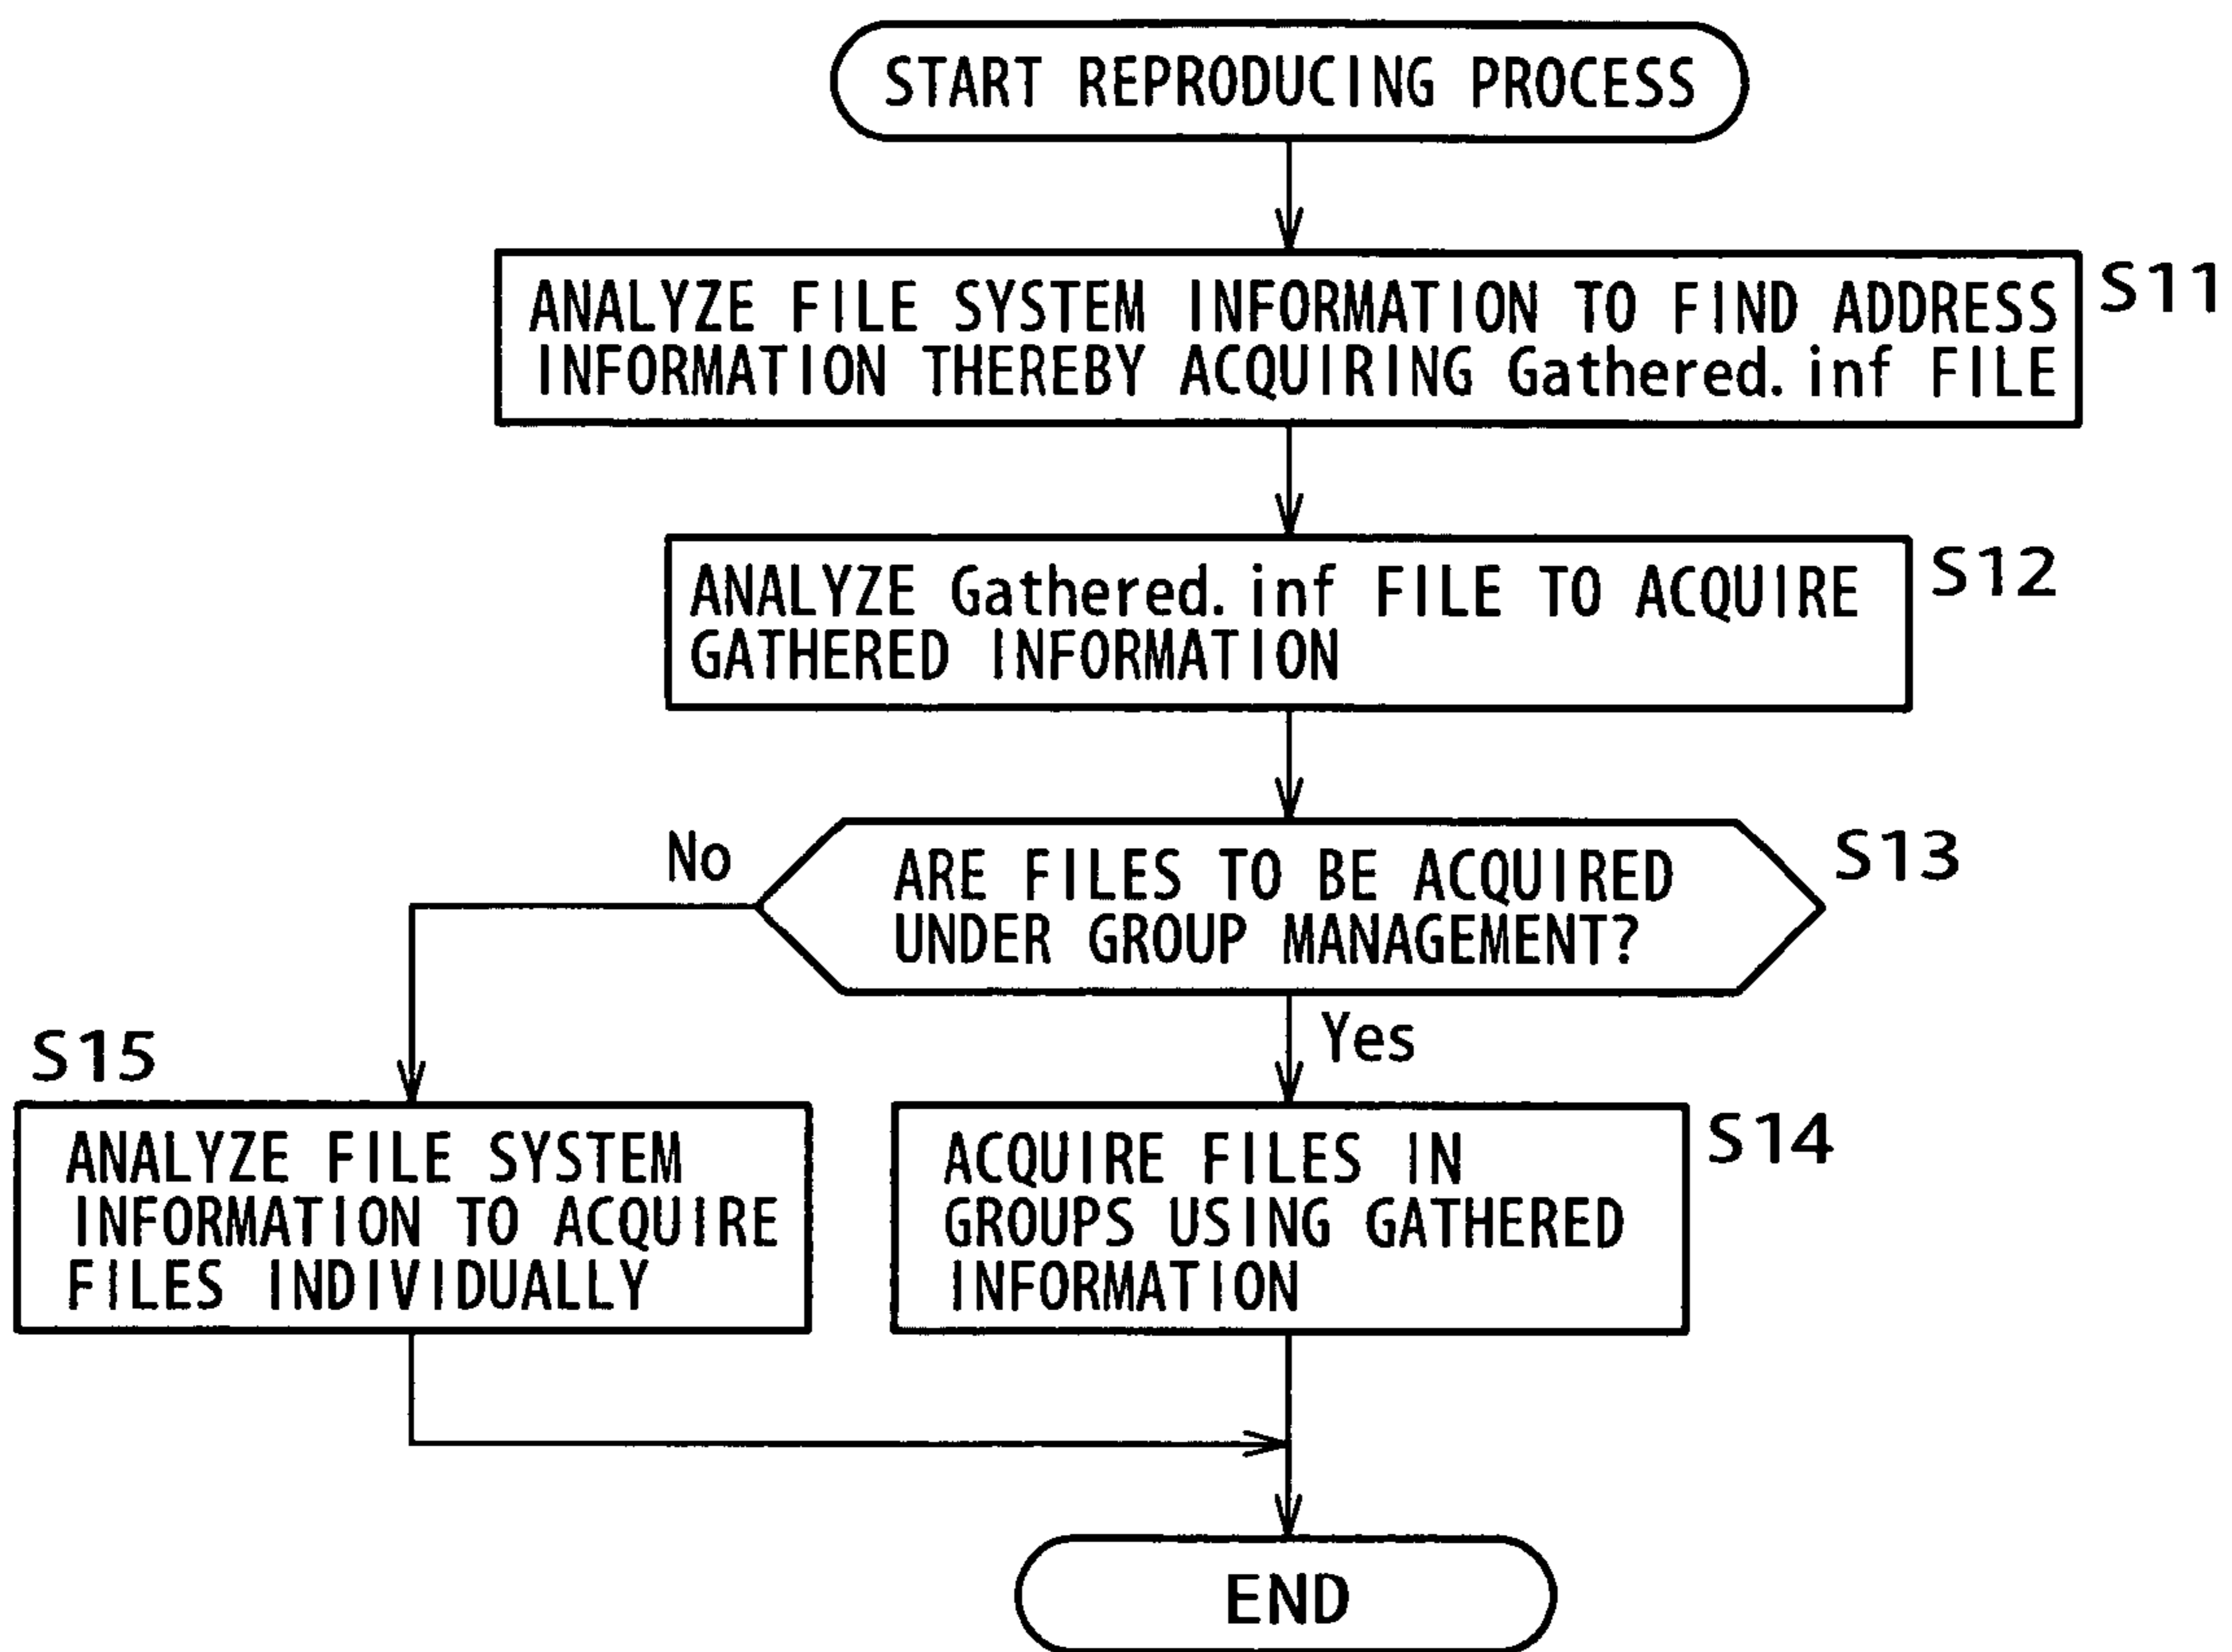 START REPRODUCING PROCESS
ANALYZE FILE SYSTEM INFORMATION TO FIND ADDRESS
INFORMATION THEREBY ACQUIRING Gathered.inf FILE
S11
ANALYZE Gathered.inf FILE TO ACQUIRE
GATHERED INFORMATION
S12
No
ARE FILES TO BE ACQUIRED
UNDER GROUP MANAGEMENT?
S13
Yes
S15
ANALYZE FILE SYSTEM
INFORMATION TO ACQUIRE
FILES INDIVIDUALLY
ACQUIRE FILES IN
GROUPS USING GATHERED
INFORMATION
S14
END